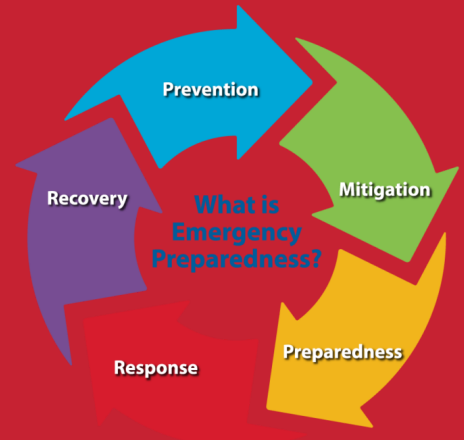 Prevention
Mitigation
Recovery
What is
Emergency
Preparedness?
Preparedness
Response